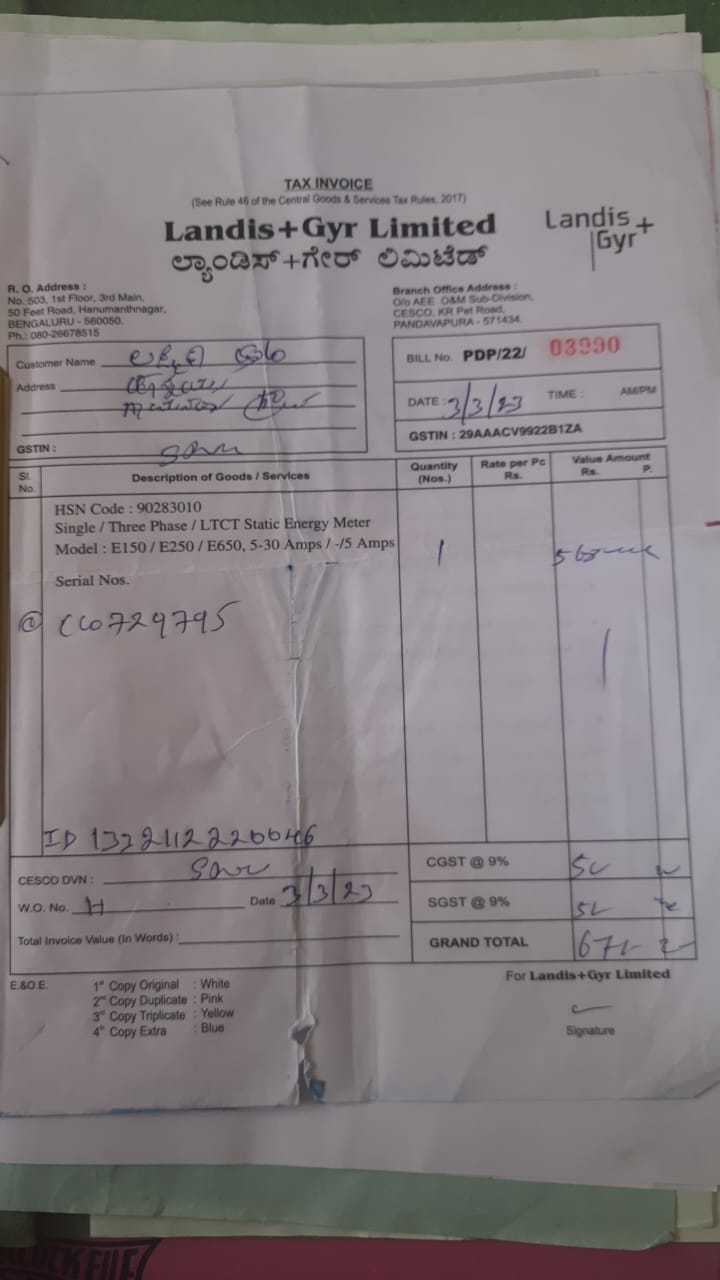 TAX INVOICE
(See Rule 46 of the Central Goods & Services Tax Rules, 2017)
Landis+Gyr Limited
ಲ್ಯಾಂಡಿಸ್+ಗೇರ್ ಲಿಮಿಟೆಡ್
Landis
Gyr+
R. O. Address :
No. 503, 1st Floor, 3rd Main,
50 Feet Road, Hanumanthnagar,
BENGALURU - 560050.
Ph.: 080-26678515
Branch Office Address :
O/o AEE O&M Sub-Division,
CESCO, KR Pet Road,
PANDAVAPURA - 571434.
Customer Name
Address
GSTIN :
BILL No. PDP/22/ 03990
DATE : 3/3/23 TIME : AM/PM
GSTIN : 29AAACV9922B1ZA
Sl. No. Description of Goods / Services Quantity (Nos.) Rate per Pc Rs. Value Amount Rs. P.
HSN Code : 90283010
Single / Three Phase / LTCT Static Energy Meter
Model : E150 / E250 / E650, 5-30 Amps / -/5 Amps 1
Serial Nos.
ID
CESCO DVN :
W.O. No. Date 3/3/23
Total Invoice Value (In Words) :
CGST @ 9%
SGST @ 9%
GRAND TOTAL
E.&O.E.
1st Copy Original : White
2nd Copy Duplicate : Pink
3rd Copy Triplicate : Yellow
4th Copy Extra : Blue
For Landis+Gyr Limited
Signature